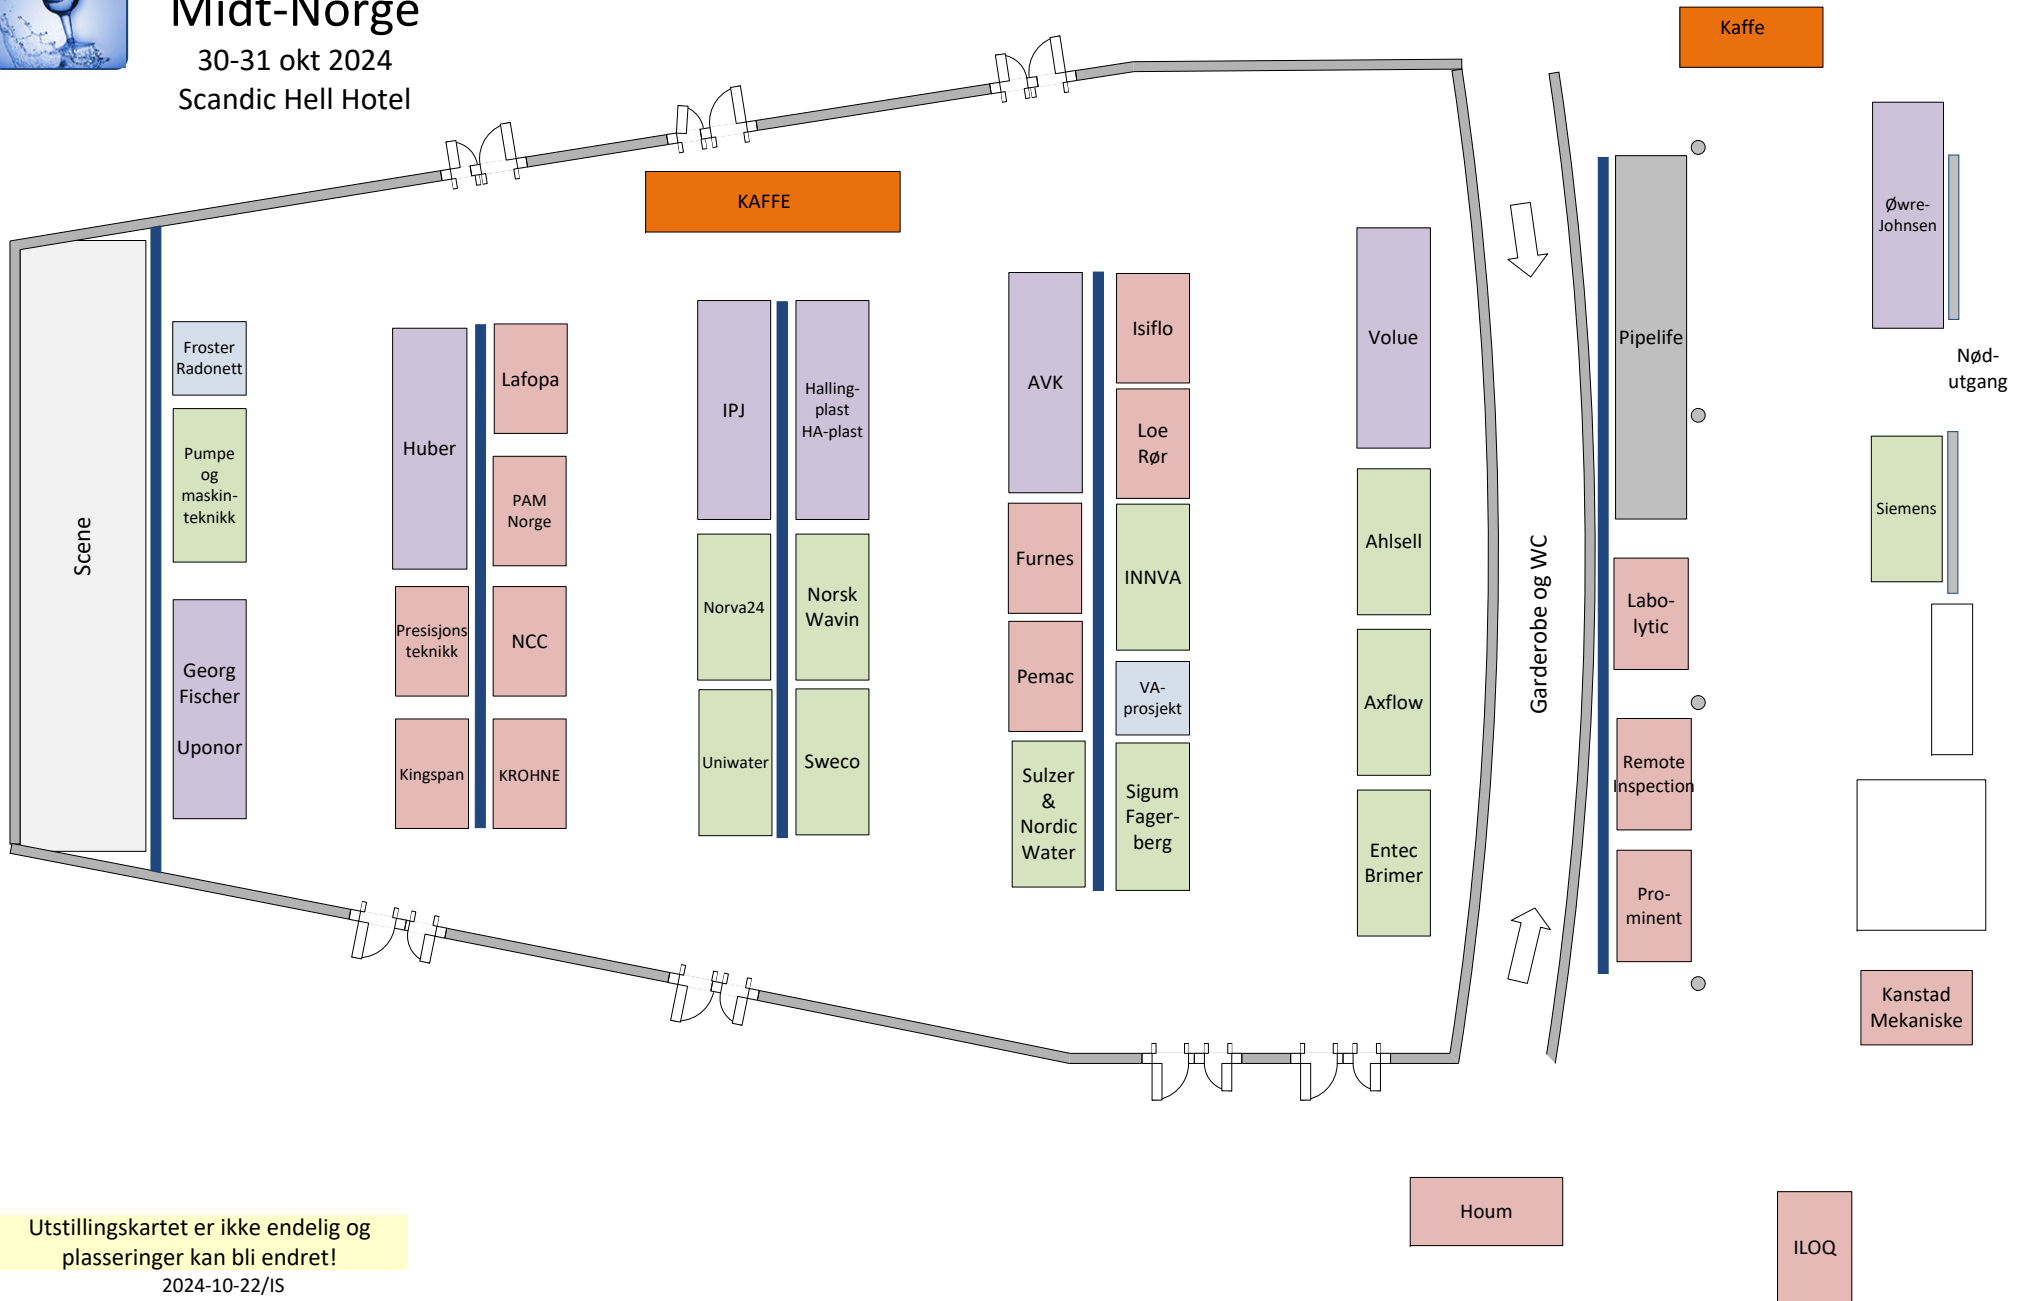 Midt-Norge
30-31 okt 2024
Scandic Hell Hotel
Kaffe
KAFFE
Scene
Froster
Radonett
Pumpe
og
maskin-
teknikk
Georg
Fischer
Uponor
Huber
Presisjons
teknikk
Kingspan
Lafopa
PAM
Norge
NCC
KROHNE
IPJ
Norva24
Uniwater
Halling-
plast
HA-plast
Norsk
Wavin
Sweco
AVK
Furnes
Pemac
Sulzer
&
Nordic
Water
Isiflo
Loe
Rør
INNVA
VA-
prosjekt
Sigum
Fager-
berg
Volue
Ahlsell
Axflow
Entec
Brimer
Garderobe og WC
Pipelife
Labo-
lytic
Remote
Inspection
Pro-
minent
Øwre-
Johnsen
Nød-
utgang
Siemens
Kanstad
Mekaniske
Houm
ILOQ
Utstillingskartet er ikke endelig og
plasseringer kan bli endret!
2024-10-22/IS